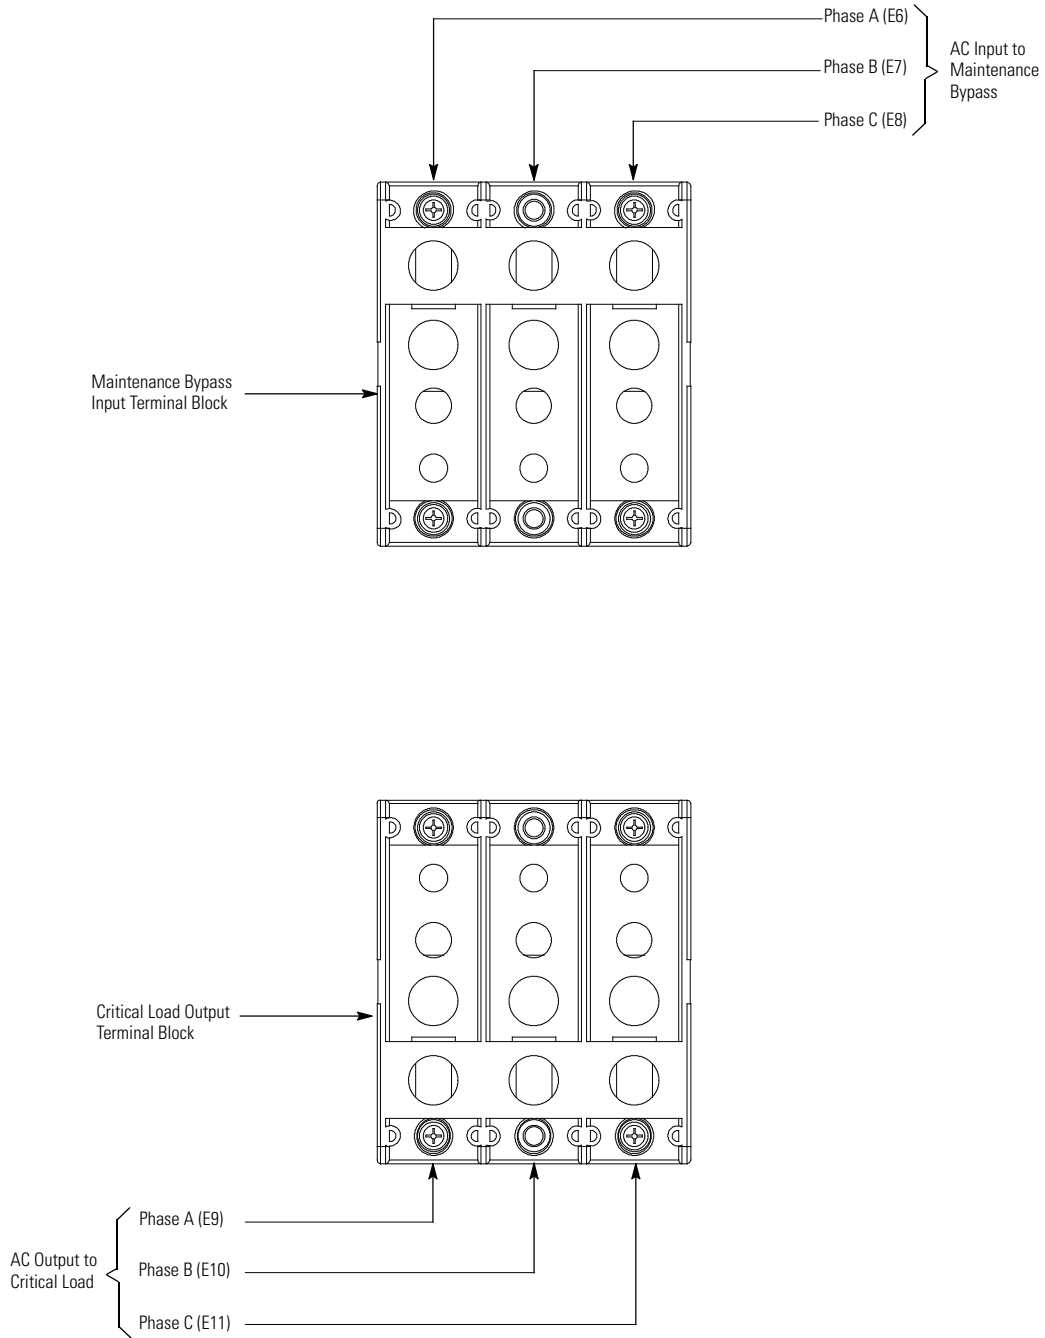 Phase A (E6)
Phase B (E7)
Phase C (E8)
AC Input to
Maintenance
Bypass
Maintenance Bypass
Input Terminal Block
Critical Load Output
Terminal Block
Phase A (E9)
Phase B (E10)
Phase C (E11)
AC Output to
Critical Load